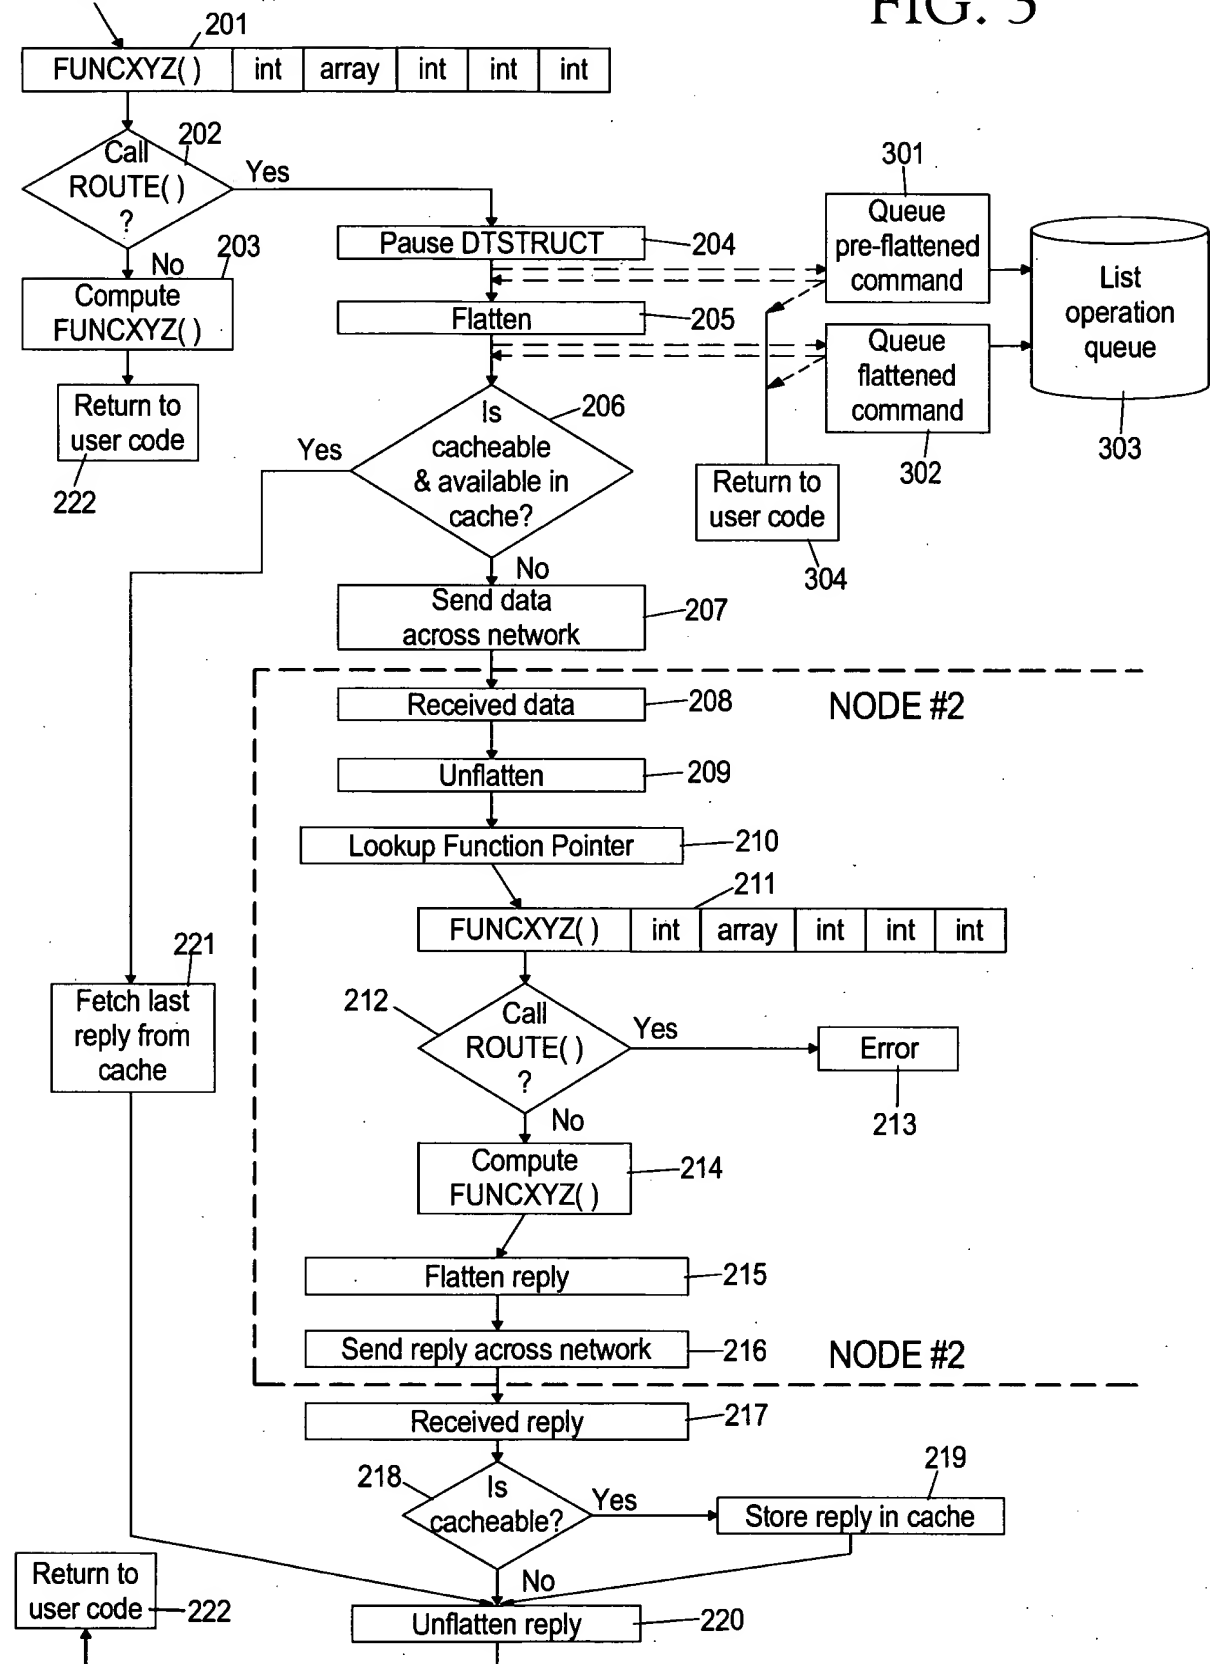 FIG. 3
201
FUNCXYZ( ) int array int int int
202
Call
ROUTE( )
?
Yes
No
203
Compute
FUNCXYZ( )
Return to
user code
222
Pause DTSTRUCT
204
Flatten
205
301
Queue
pre-flattened
command
Queue
flattened
command
302
List
operation
queue
303
Return to
user code
304
Is
cacheable
& available in
cache?
206
Yes
No
Send data
across network
207
NODE #2
Received data
208
Unflatten
209
Lookup Function Pointer
210
211
FUNCXYZ( ) int array int int int
212
Call
ROUTE( )
?
Yes
Error
213
No
Compute
FUNCXYZ( )
214
221
Fetch last
reply from
cache
Flatten reply
215
Send reply across network
216
NODE #2
Received reply
217
218
Is
cacheable?
Yes
219
Store reply in cache
No
Return to
user code
222
Unflatten reply
220